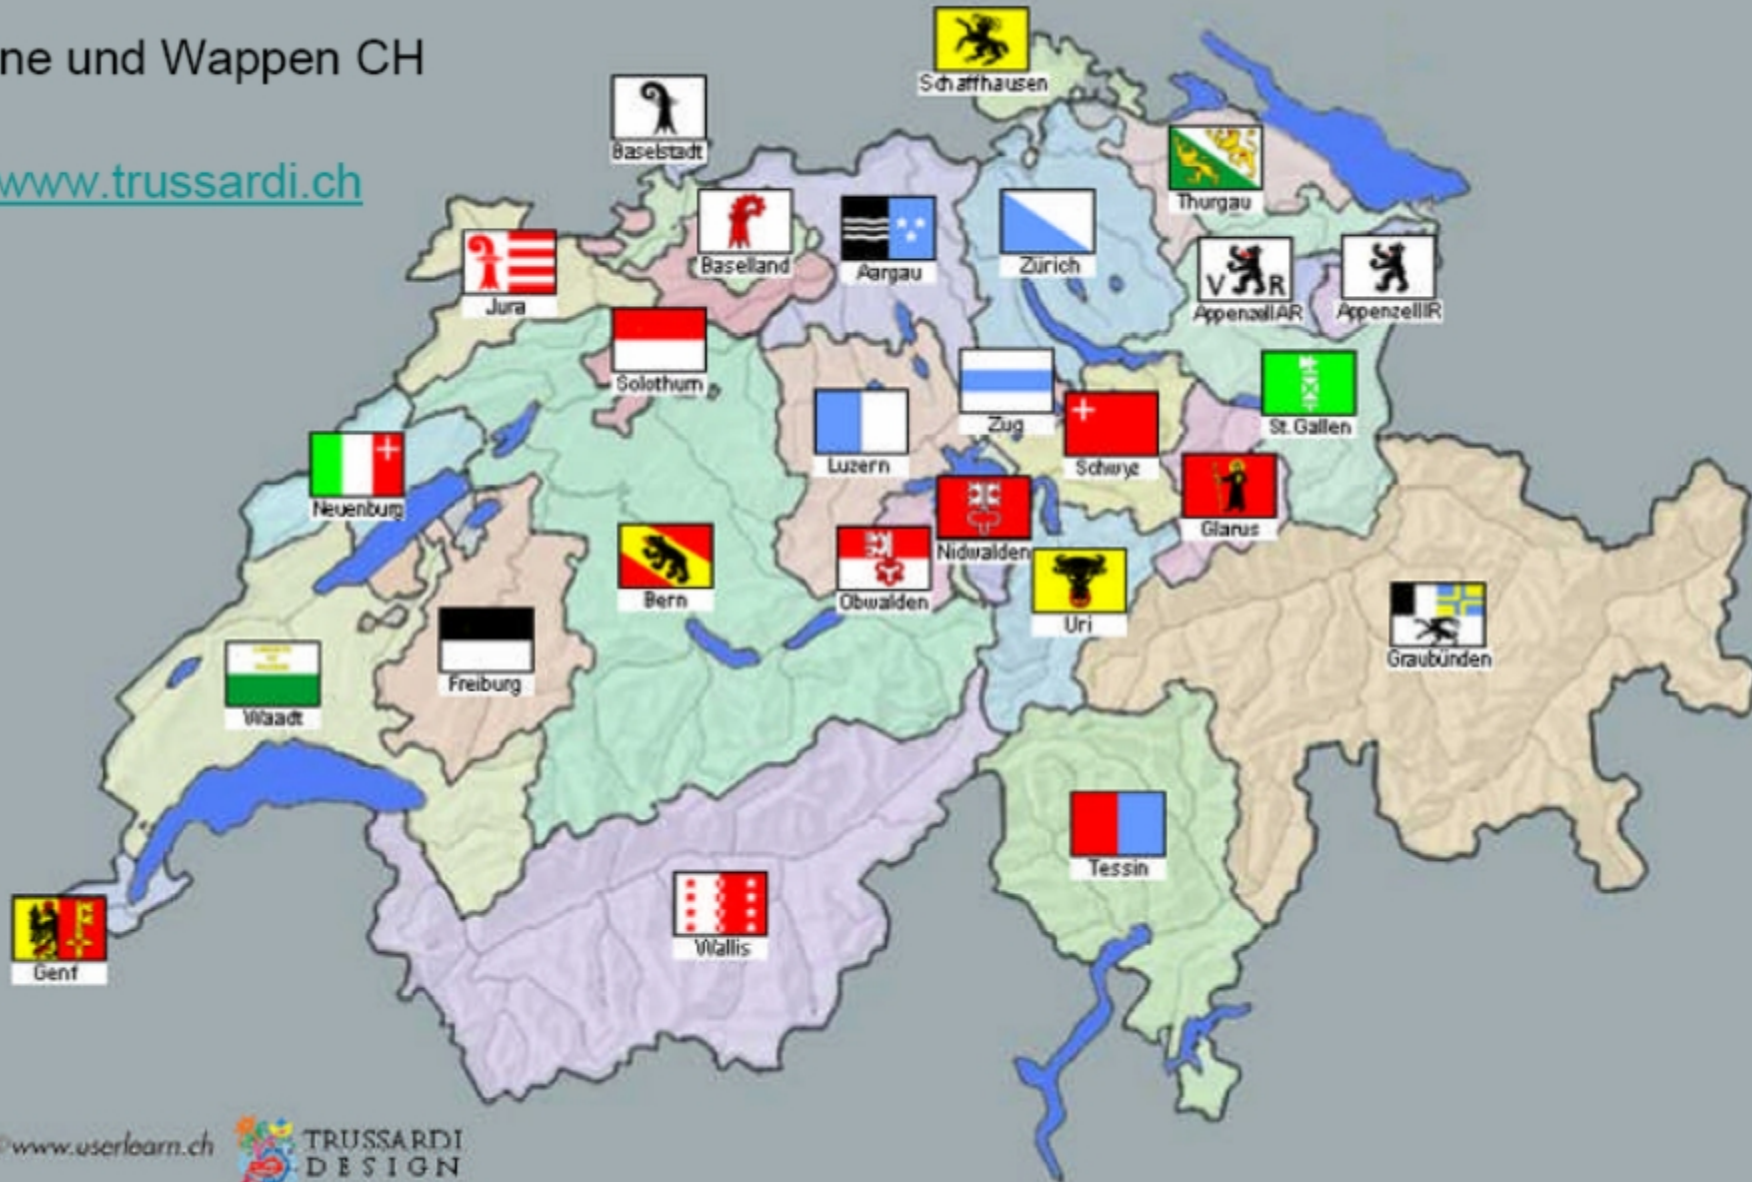 ne und Wappen CH
www.trussardi.ch
Schaffhausen
Baselstadt
Thurgau
Baselland
Aargau
Zürich
Jura
V R
AppenzellAR
AppenzellIR
Solothurn
Zug
St.Gallen
Luzern
Schwyz
Neuenburg
Glarus
Nidwalden
Bern
Obwalden
Uri
Graubünden
Freiburg
Waadt
Tessin
Wallis
Genf
©www.userlearn.ch
TRUSSARDI
DESIGN